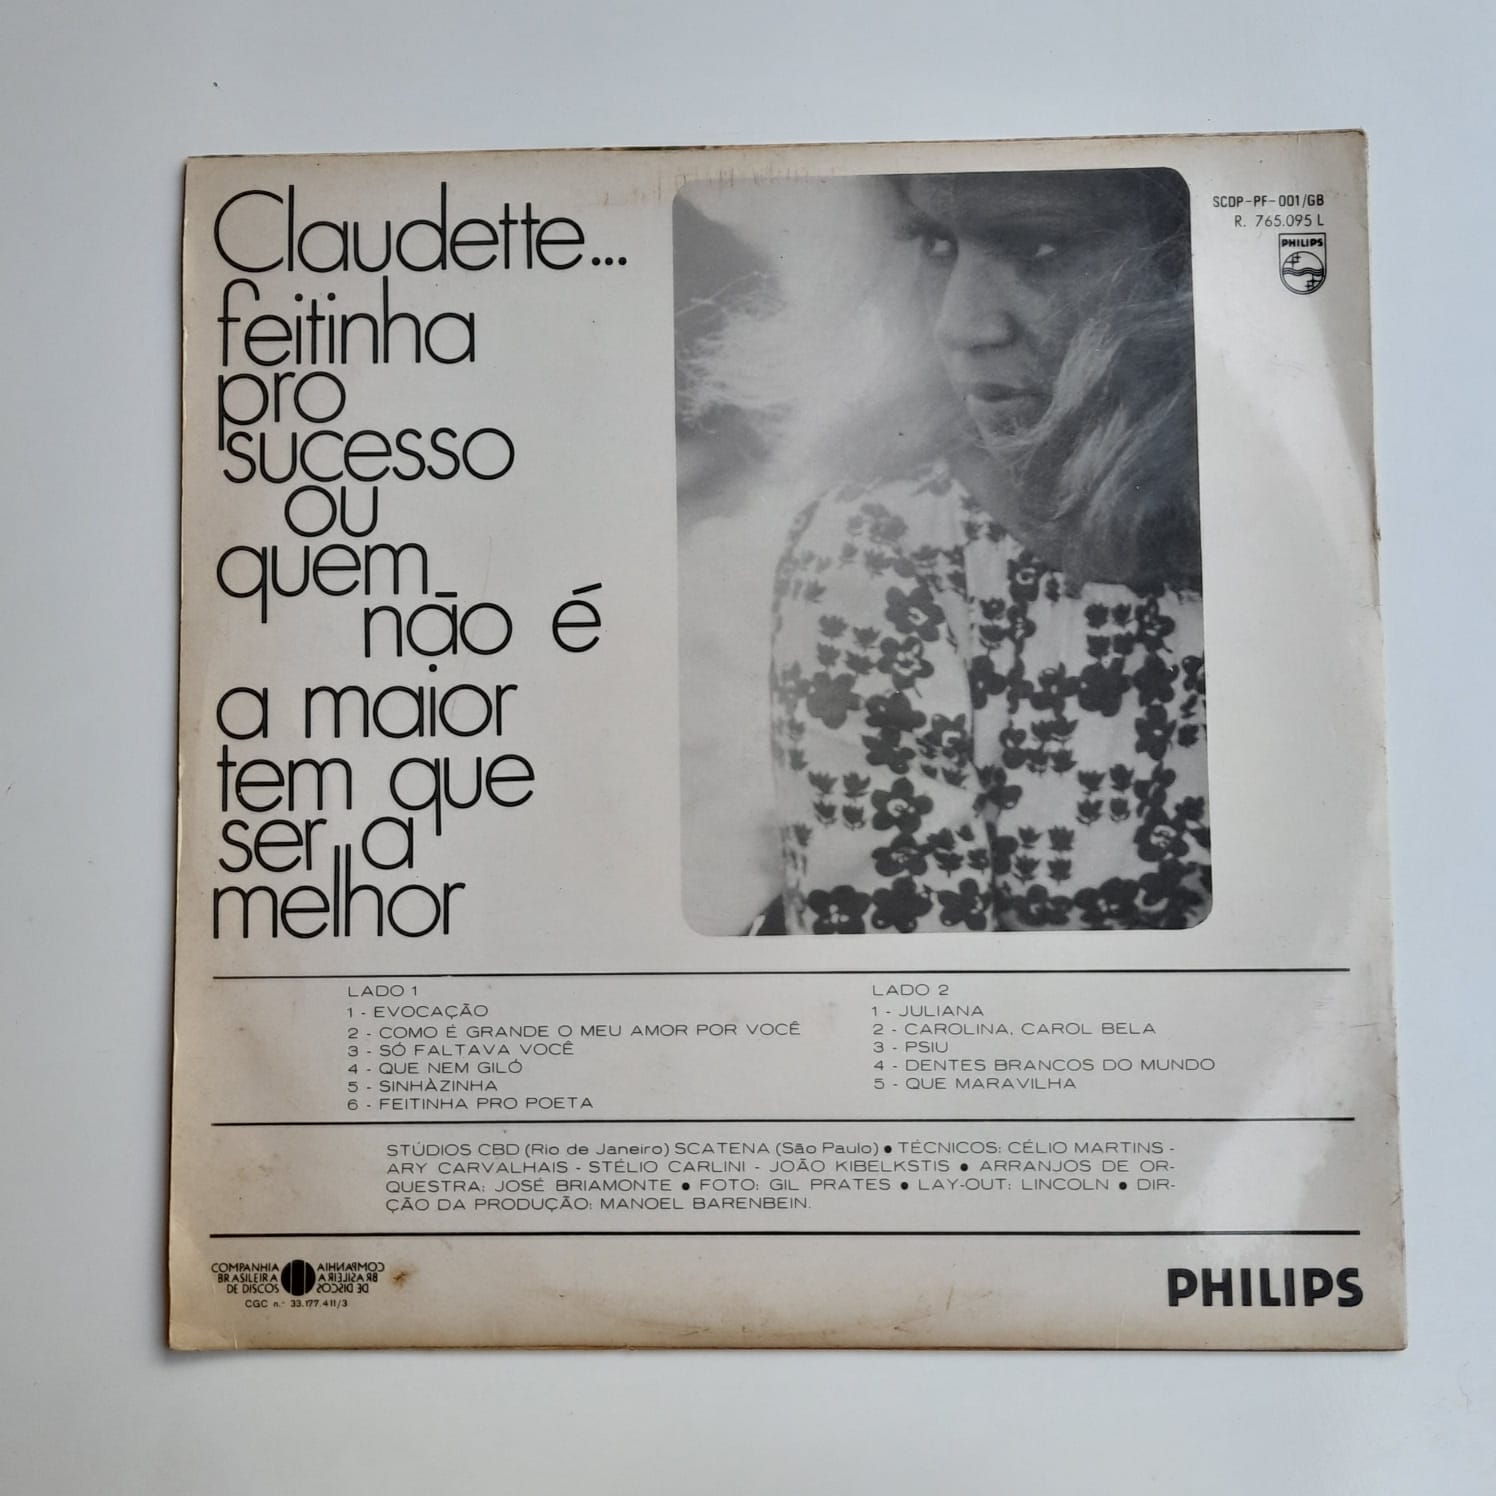 Claudette...
feitinha
pro
sucesso
ou
quem
não é
a maior
tem que
ser a
melhor
SCDP-PF-001/GB
R. 765.095 L
PHILIPS
LADO 1
1 - EVOCAÇÃO
2 - COMO É GRANDE O MEU AMOR POR VOCÊ
3 - SÓ FALTAVA VOCÊ
4 - QUE NEM GILÓ
5 - SINHÀZINHA
6 - FEITINHA PRO POETA
LADO 2
1 - JULIANA
2 - CAROLINA, CAROL BELA
3 - PSIU
4 - DENTES BRANCOS DO MUNDO
5 - QUE MARAVILHA
STÚDIOS CBD (Rio de Janeiro) SCATENA (São Paulo) ● TÉCNICOS: CÉLIO MARTINS -
ARY CARVALHAIS - STÉLIO CARLINI - JOÃO KIBELKSTIS ● ARRANJOS DE OR-
QUESTRA: JOSÉ BRIAMONTE ● FOTO: GIL PRATES ● LAY-OUT: LINCOLN ● DIR-
ÇÃO DA PRODUÇÃO: MANOEL BARENBEIN.
COMPANHIA COMPANHIA
BRASILEIRA BRASILEIRA
DE DISCOS DE DISCOS
CGC n.º 33.177.411/3
PHILIPS